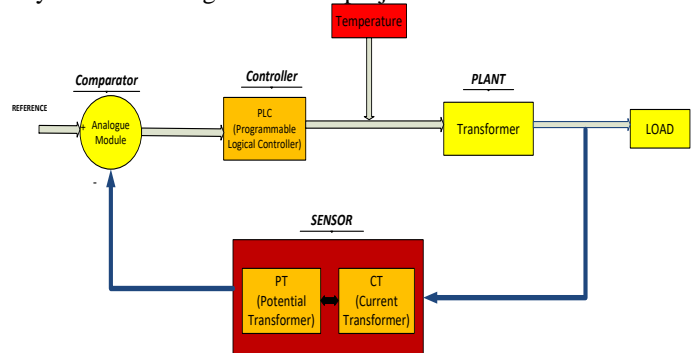 Temperature
Comparator
Controller
PLANT
REFERENCE
+
Analogue
Module
PLC
(Programmable
Logical Controller)
Transformer
LOAD
-
SENSOR
PT
(Potential
Transformer)
CT
(Current
Transformer)